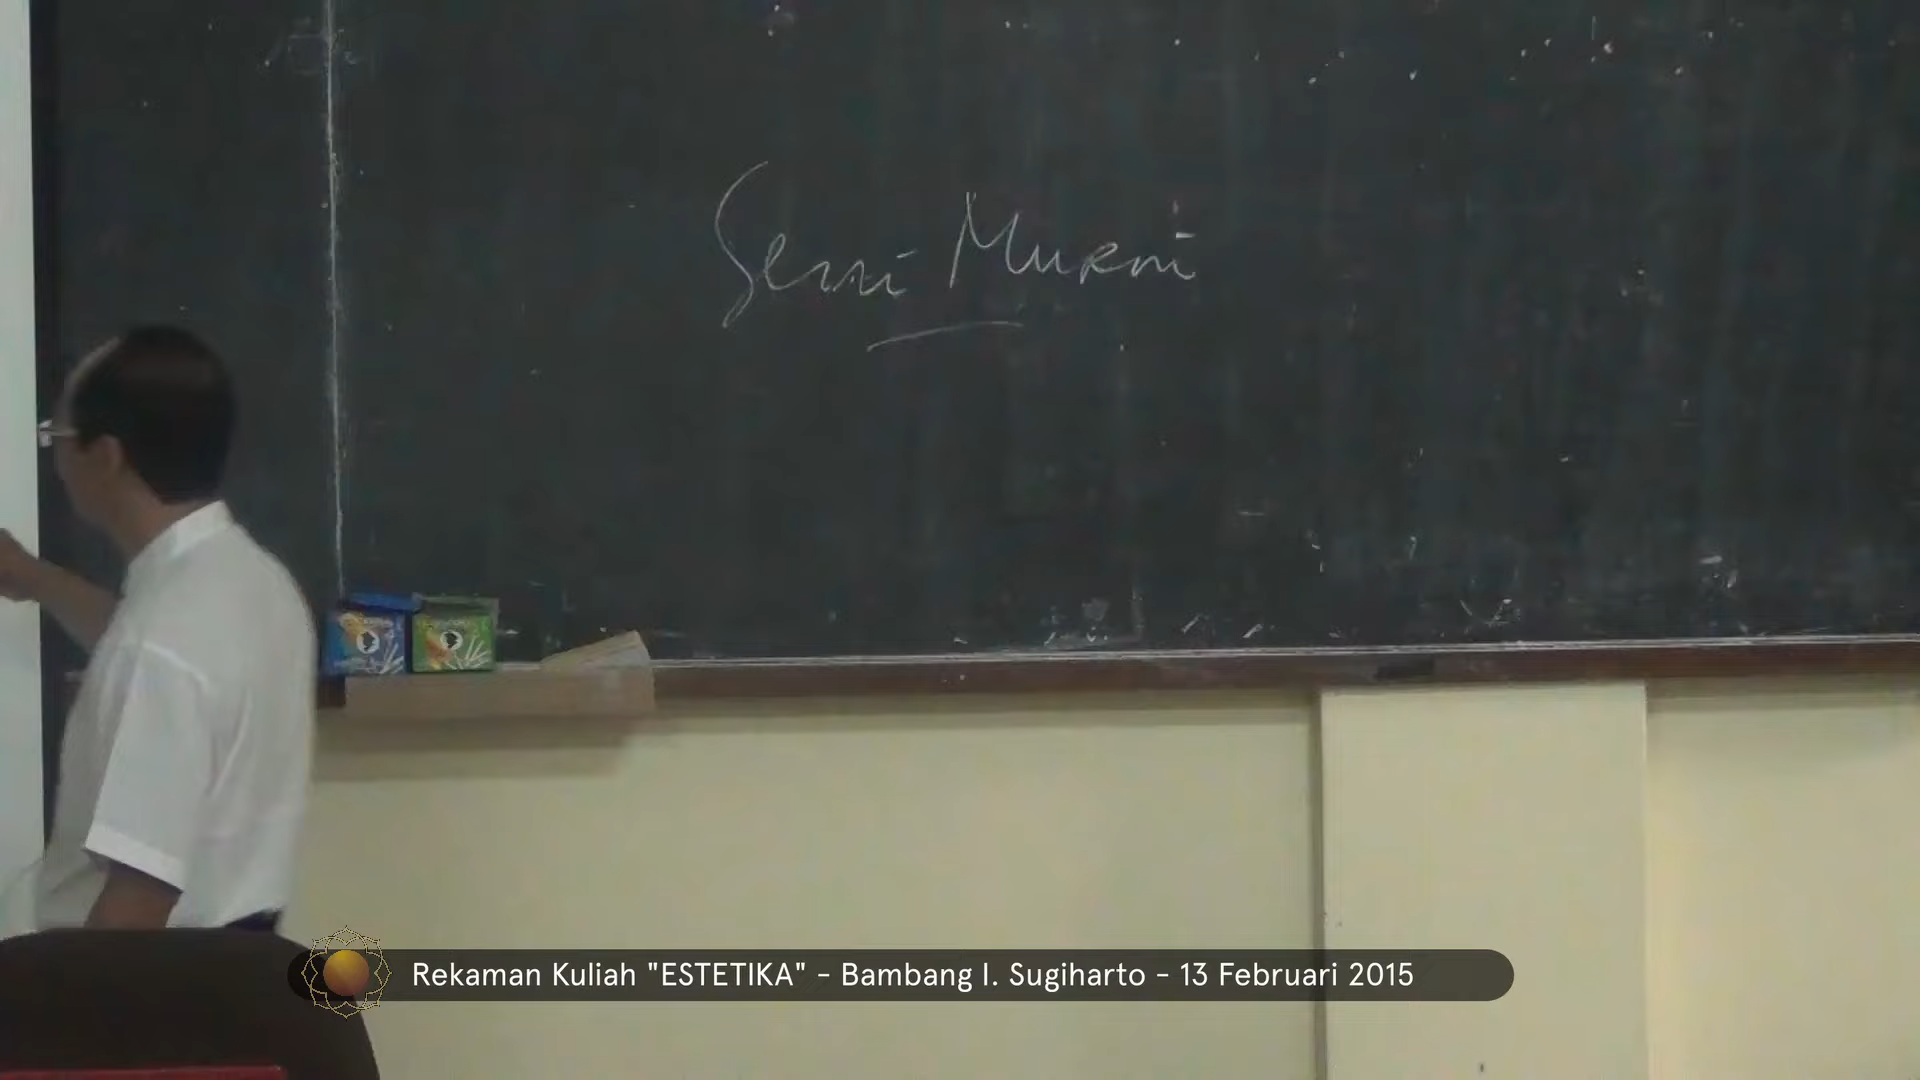 Seni Murni
Rekaman Kuliah "ESTETIKA" - Bambang I. Sugiharto - 13 Februari 2015